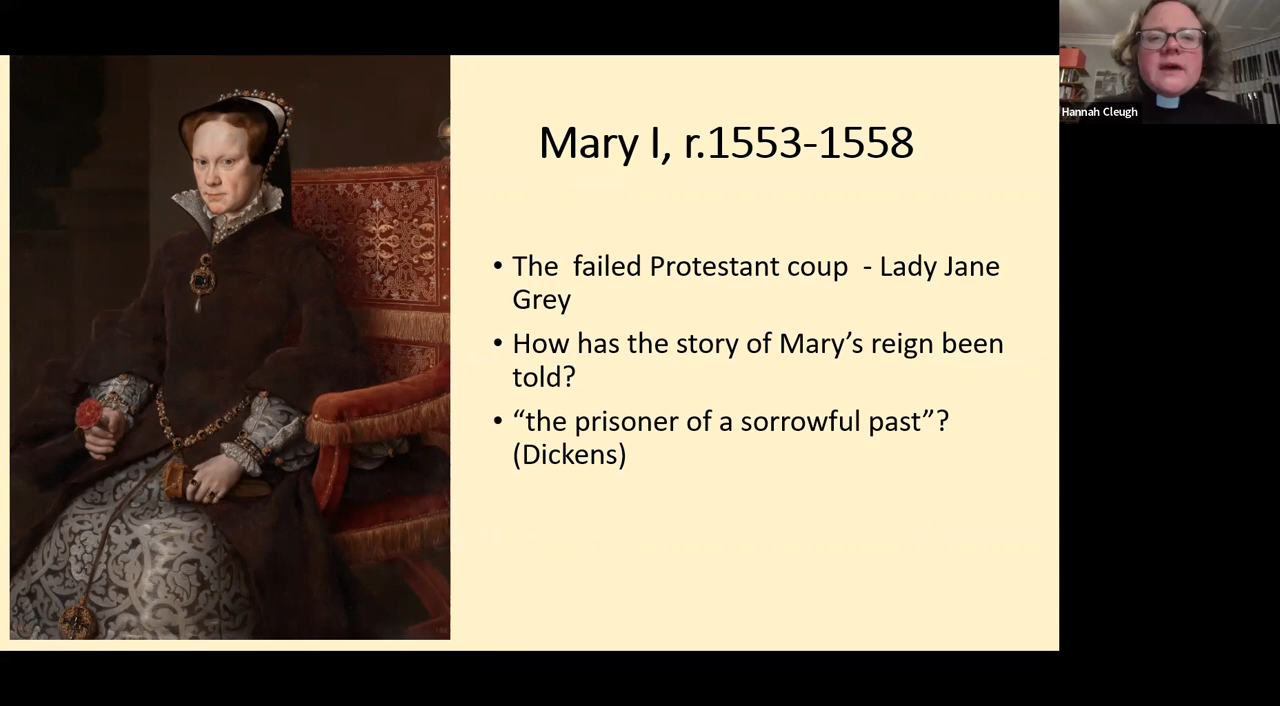 Hannah Cleugh
Mary I, r.1553-1558
• The  failed Protestant coup  - Lady Jane
Grey
• How has the story of Mary’s reign been
told?
• “the prisoner of a sorrowful past”?
(Dickens)